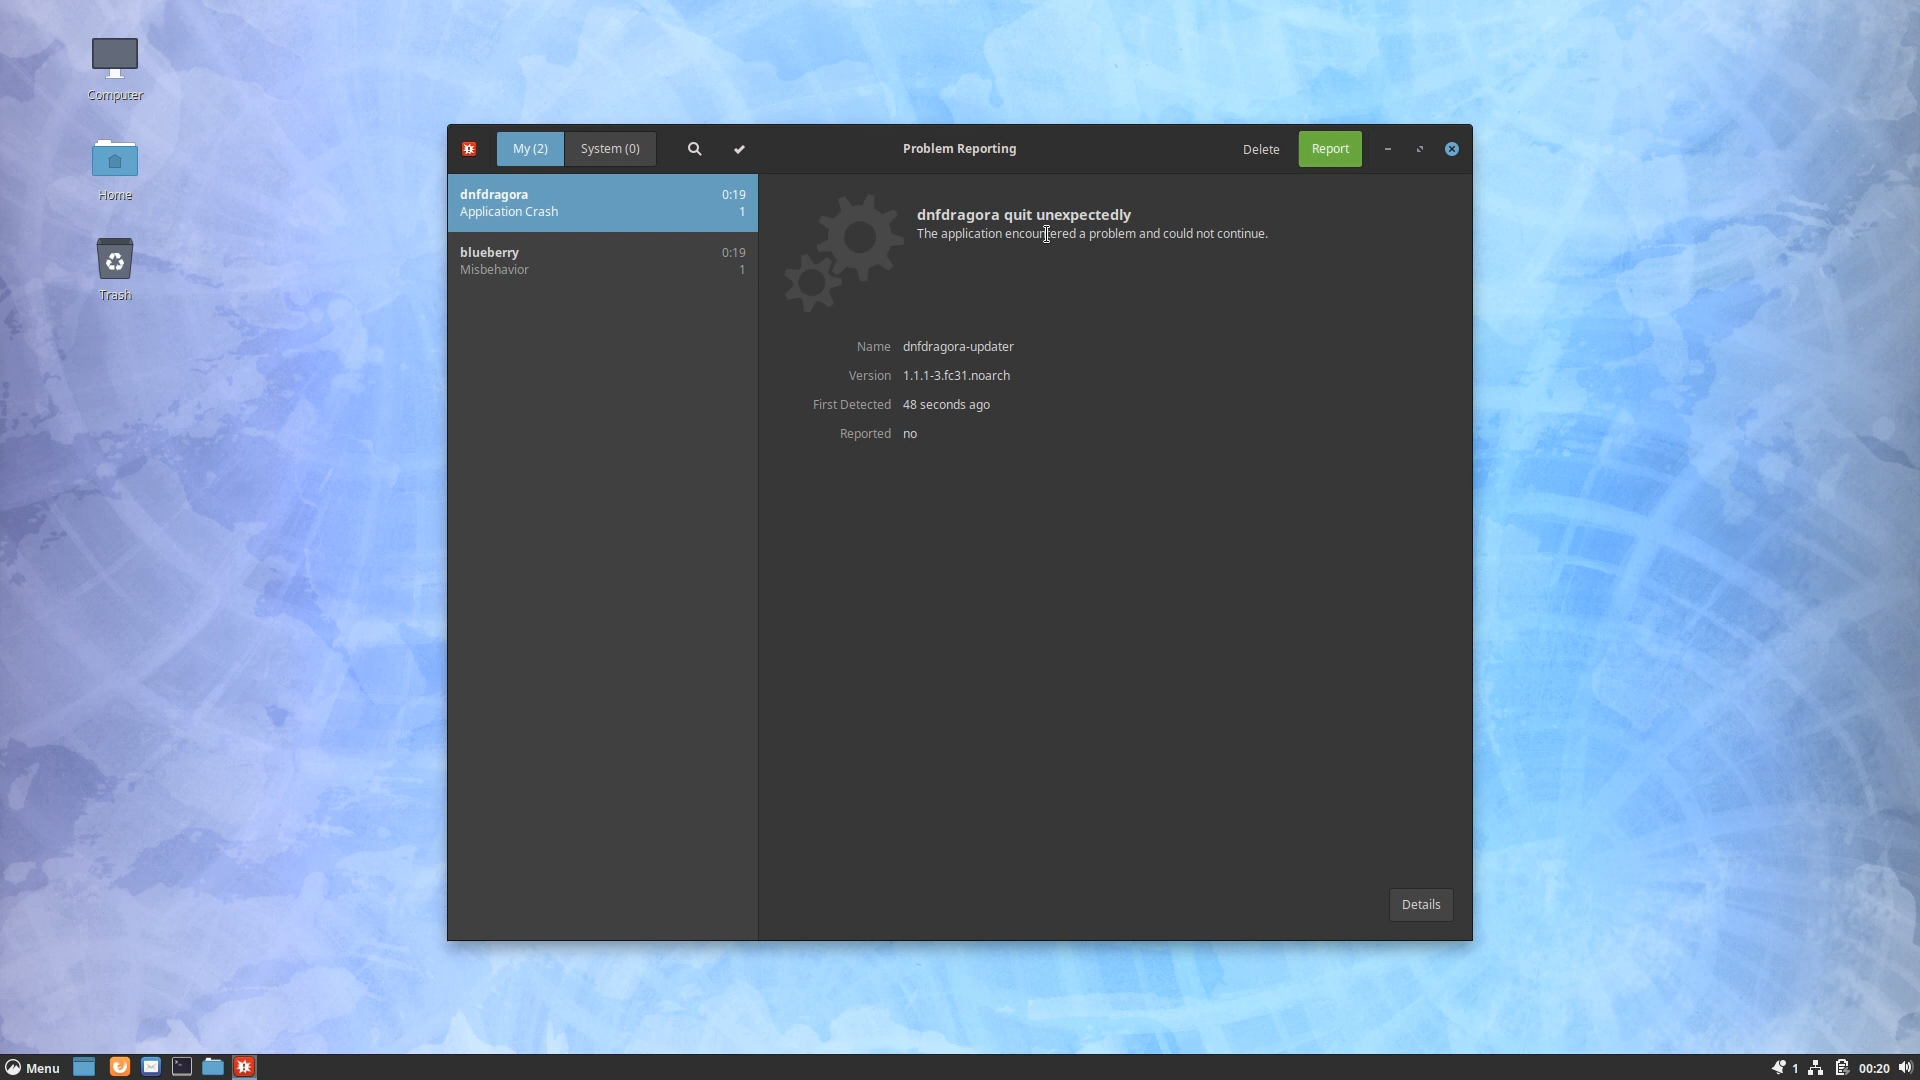 Computer
Home
Trash
My (2)
System (0)
Problem Reporting
Delete
Report
dnfdragora 0:19
Application Crash 1
blueberry 0:19
Misbehavior 1
dnfdragora quit unexpectedly
The application encountered a problem and could not continue.
Name dnfdragora-updater
Version 1.1.1-3.fc31.noarch
First Detected 48 seconds ago
Reported no
Details
Menu
1
00:20